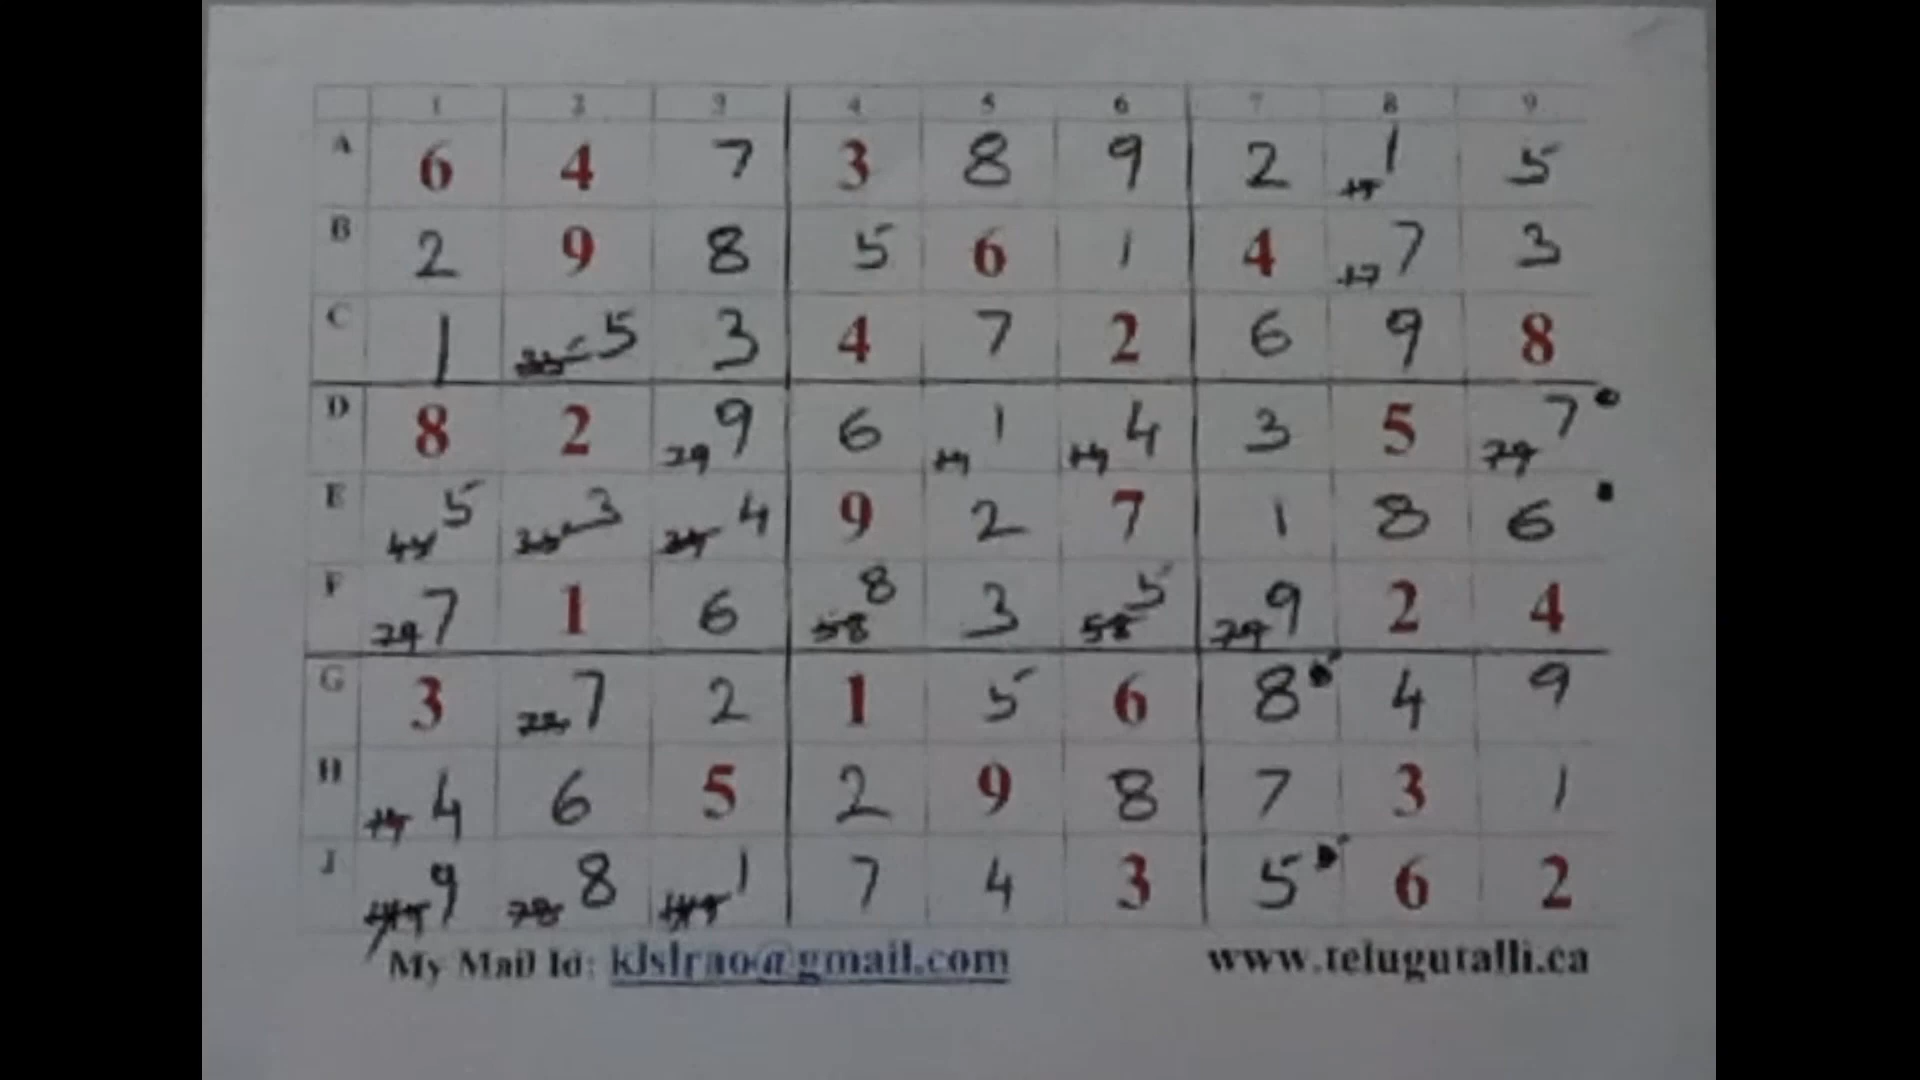 1 2 3 4 5 6 7 8 9
A 6 4 7 3 8 9 2 1 5
B 2 9 8 5 6 1 4 7 3
C 1 5 3 4 7 2 6 9 8
D 8 2 9 6 1 4 3 5 7
E 5 3 4 9 2 7 1 8 6
F 7 1 6 8 3 5 9 2 4
G 3 7 2 1 5 6 8 4 9
H 4 6 5 2 9 8 7 3 1
J 9 8 1 7 4 3 5 6 2
My Mail Id: klslrao@gmail.com www.telugutalli.ca